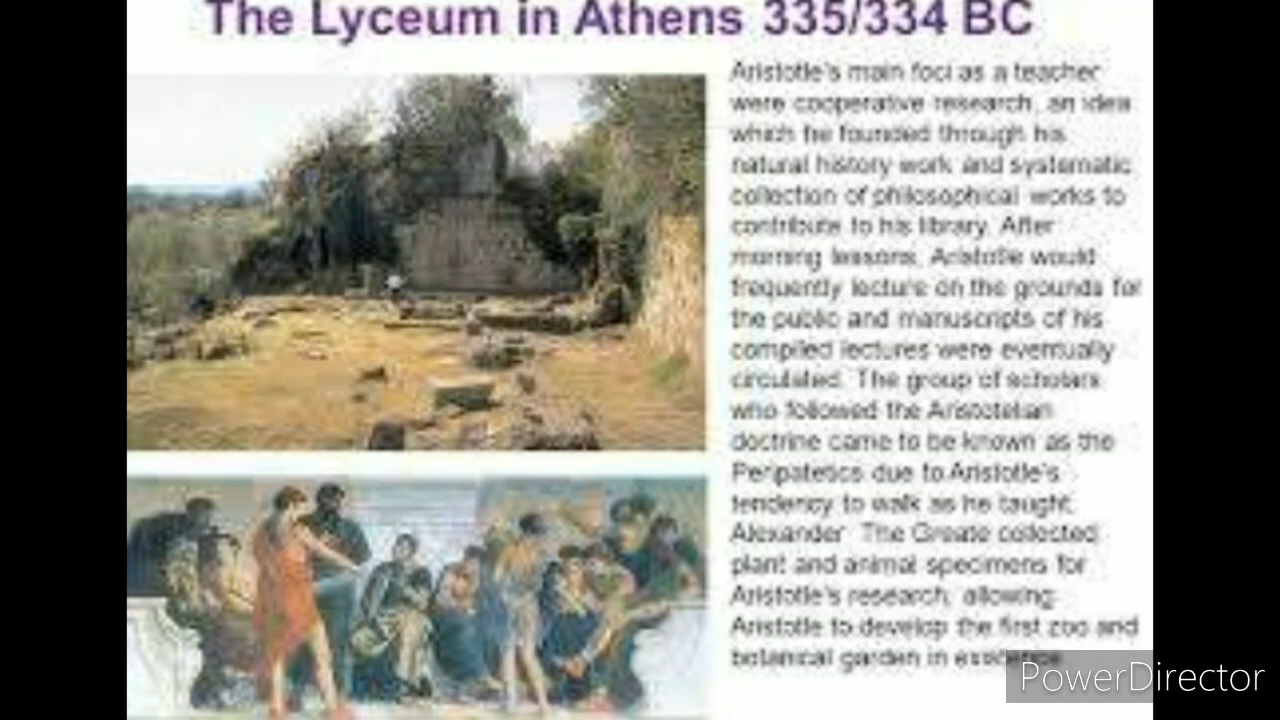 The Lyceum in Athens 335/334 BC
Aristotle's main foci as a teacher
were cooperative research, an idea
which he founded through his
natural history work and systematic
collection of philosophical works to
contribute to his library. After
morning lessons, Aristotle would
frequently lecture on the grounds for
the public and manuscripts of his
compiled lectures were eventually
circulated. The group of scholars
who followed the Aristotelian
doctrine came to be known as the
Peripatetics due to Aristotle's
tendency to walk as he taught.
Alexander The Greate collected
plant and animal specimens for
Aristotle's research, allowing
Aristotle to develop the first zoo and
botanical garden in existence.
PowerDirector